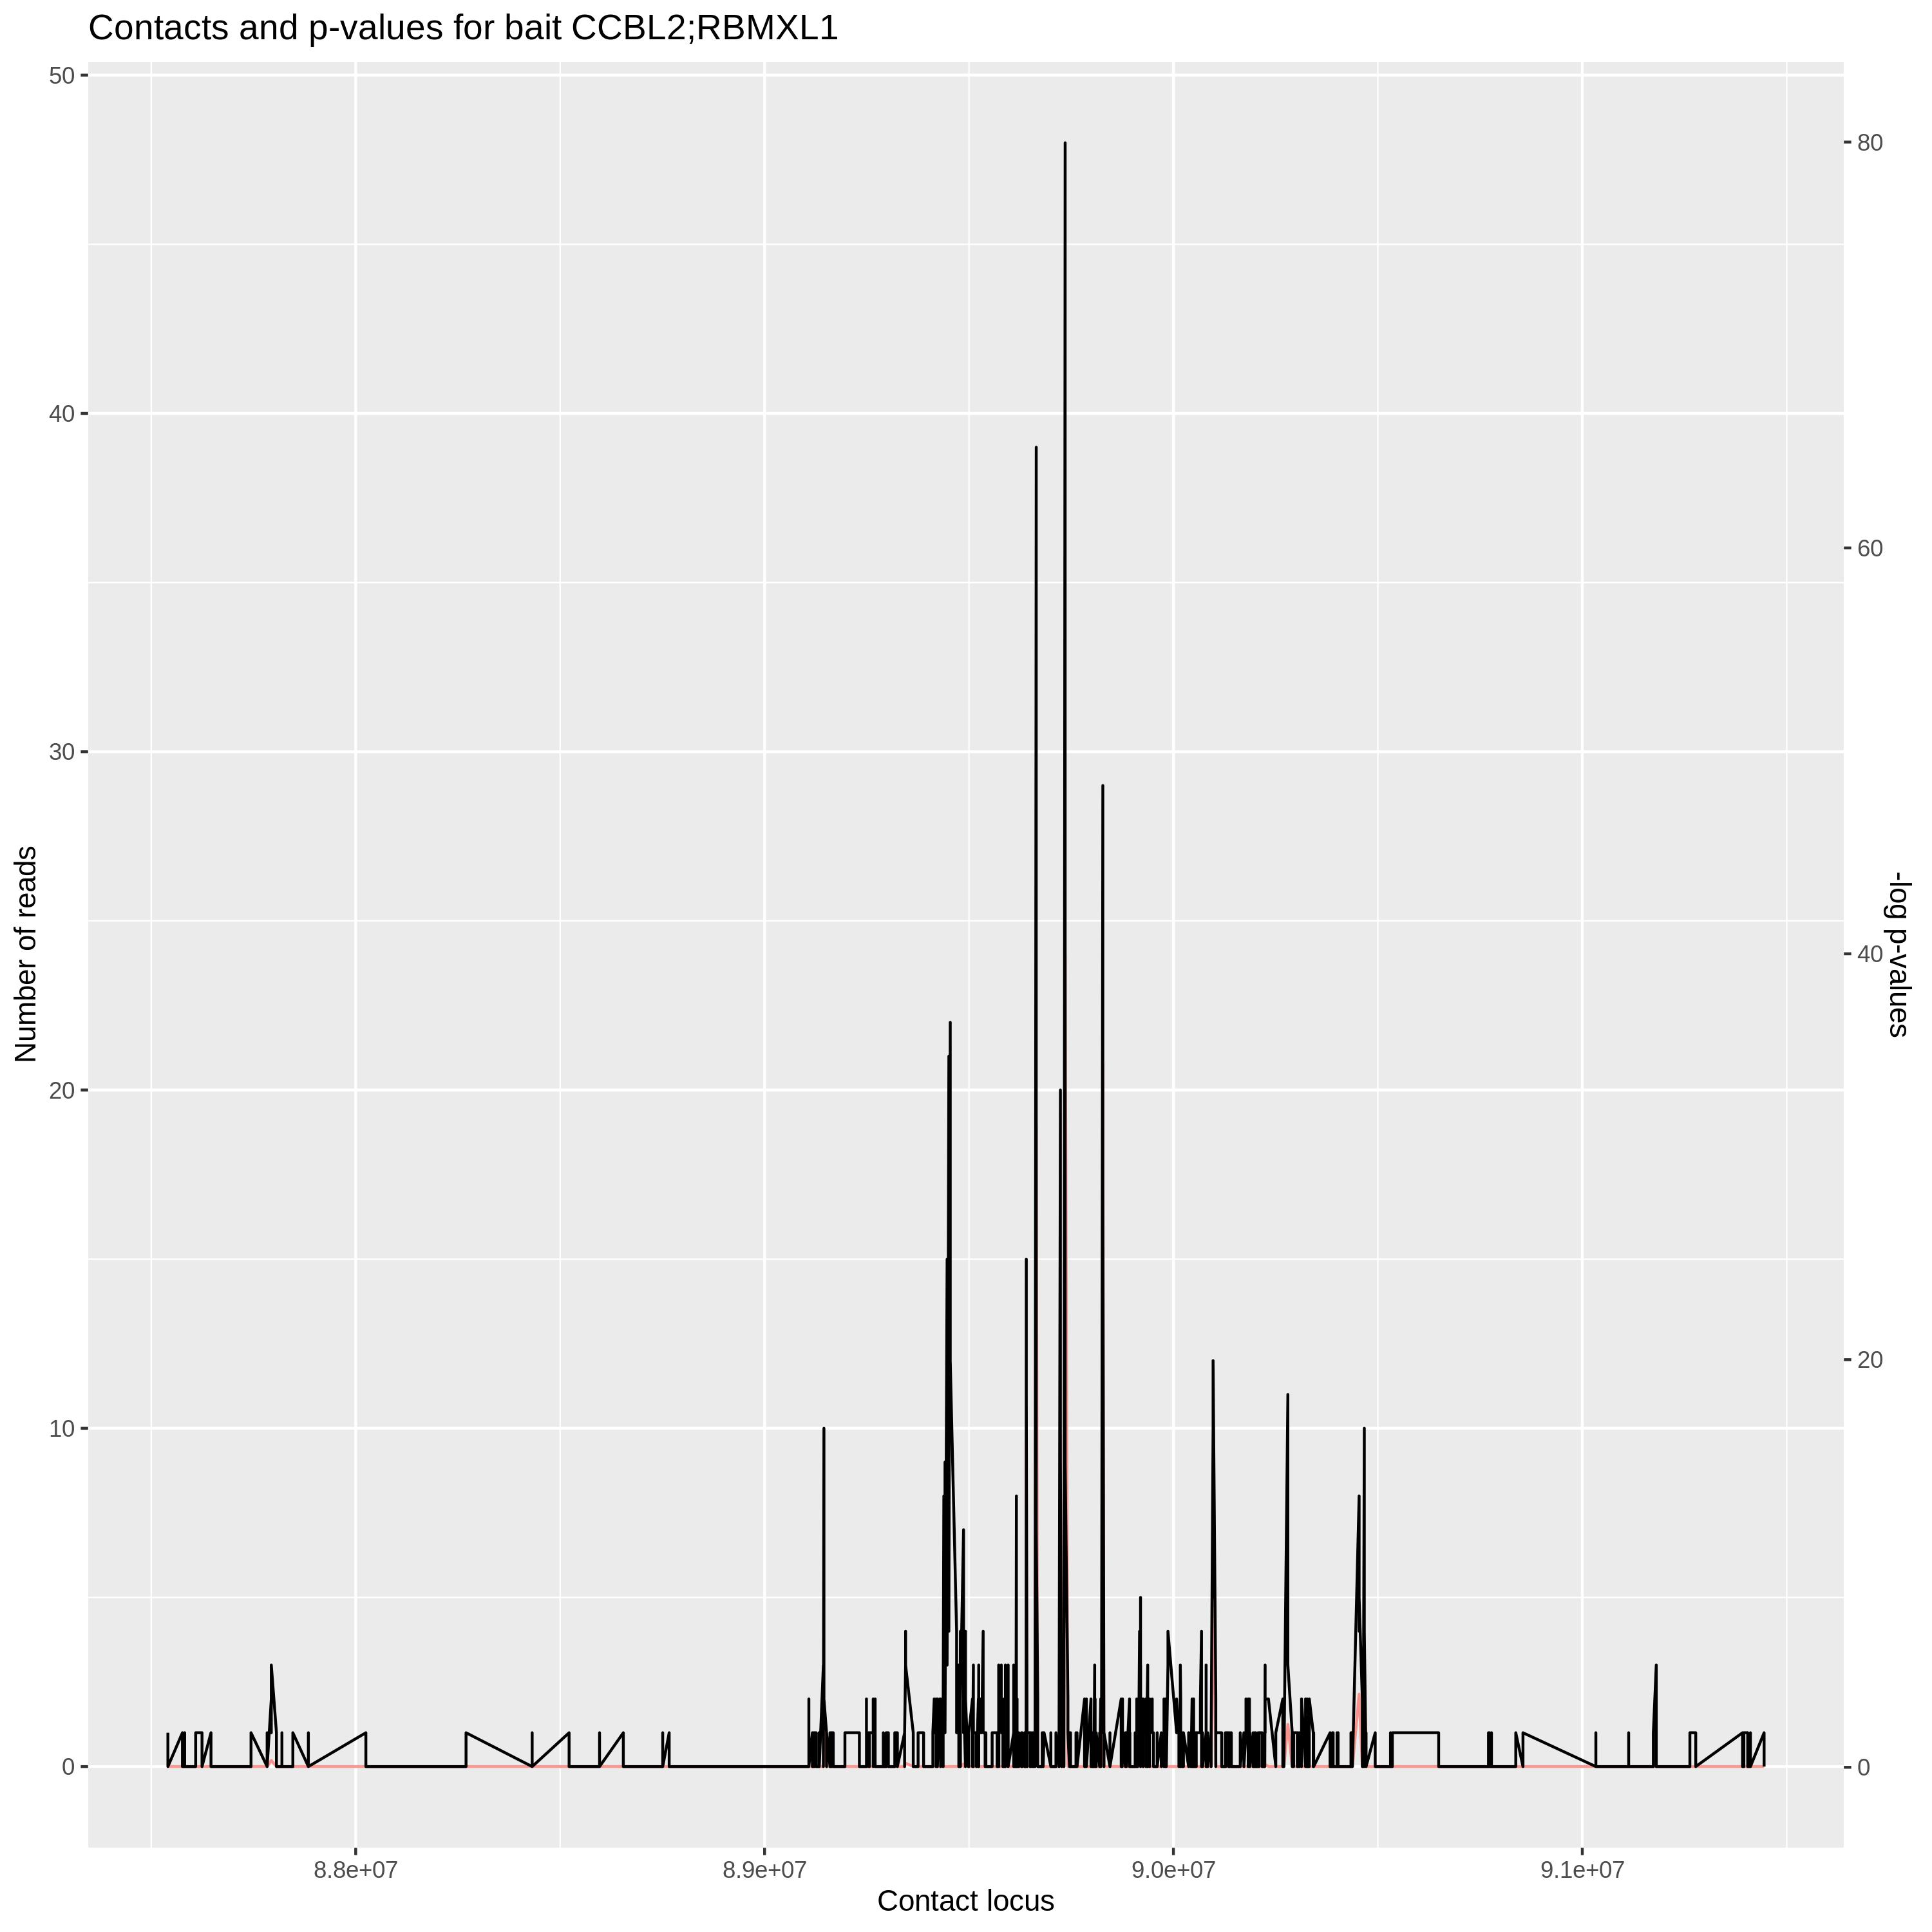 Contacts and p-values for bait CCBL2;RBMXL1
50
40
30
20
10
0
Number of reads
80
60
40
20
0
-log p-values
8.8e+07
8.9e+07
9.0e+07
9.1e+07
Contact locus